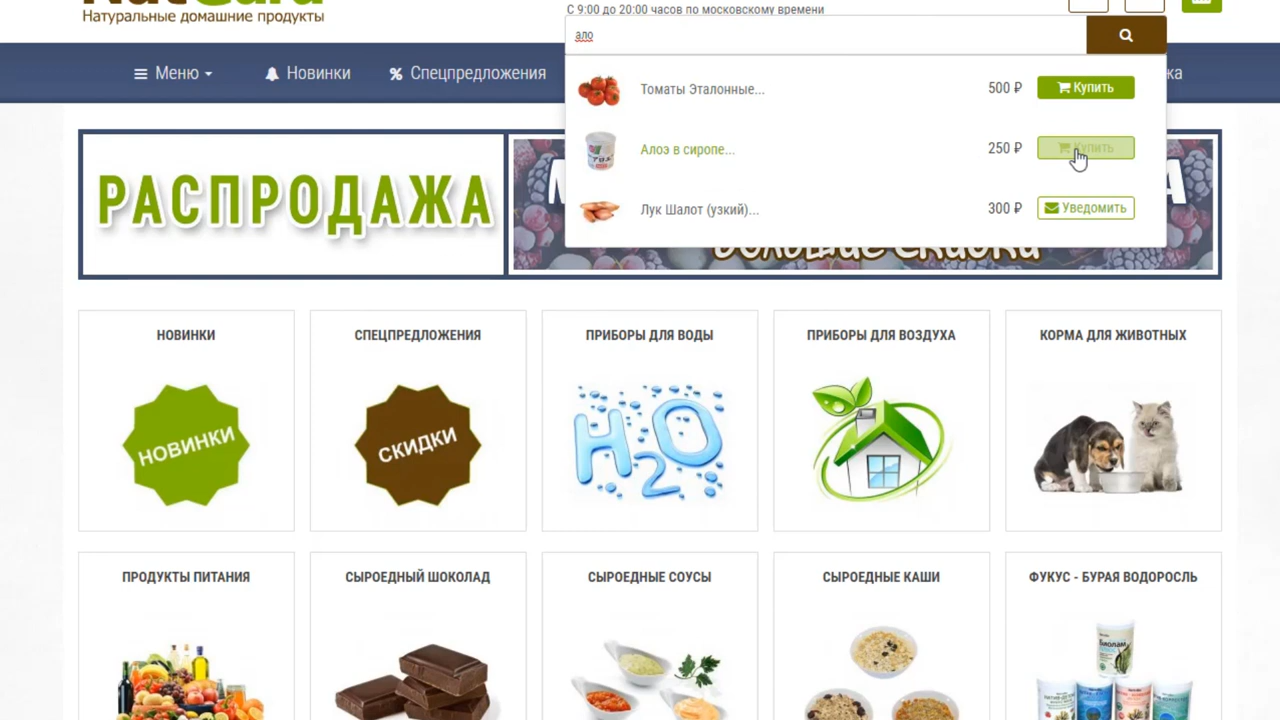 Натуральные домашние продукты
С 9:00 до 20:00 часов по московскому времени
ало
Меню
Новинки
Спецпредложения
Томаты Эталонные...
500 ₽
Купить
Алоэ в сиропе...
250 ₽
Купить
Лук Шалот (узкий)...
300 ₽
Уведомить
РАСПРОДАЖА
НОВИНКИ
СПЕЦПРЕДЛОЖЕНИЯ
ПРИБОРЫ ДЛЯ ВОДЫ
ПРИБОРЫ ДЛЯ ВОЗДУХА
КОРМА ДЛЯ ЖИВОТНЫХ
НОВИНКИ
СКИДКИ
H2O
ПРОДУКТЫ ПИТАНИЯ
СЫРОЕДНЫЙ ШОКОЛАД
СЫРОЕДНЫЕ СОУСЫ
СЫРОЕДНЫЕ КАШИ
ФУКУС - БУРАЯ ВОДОРОСЛЬ